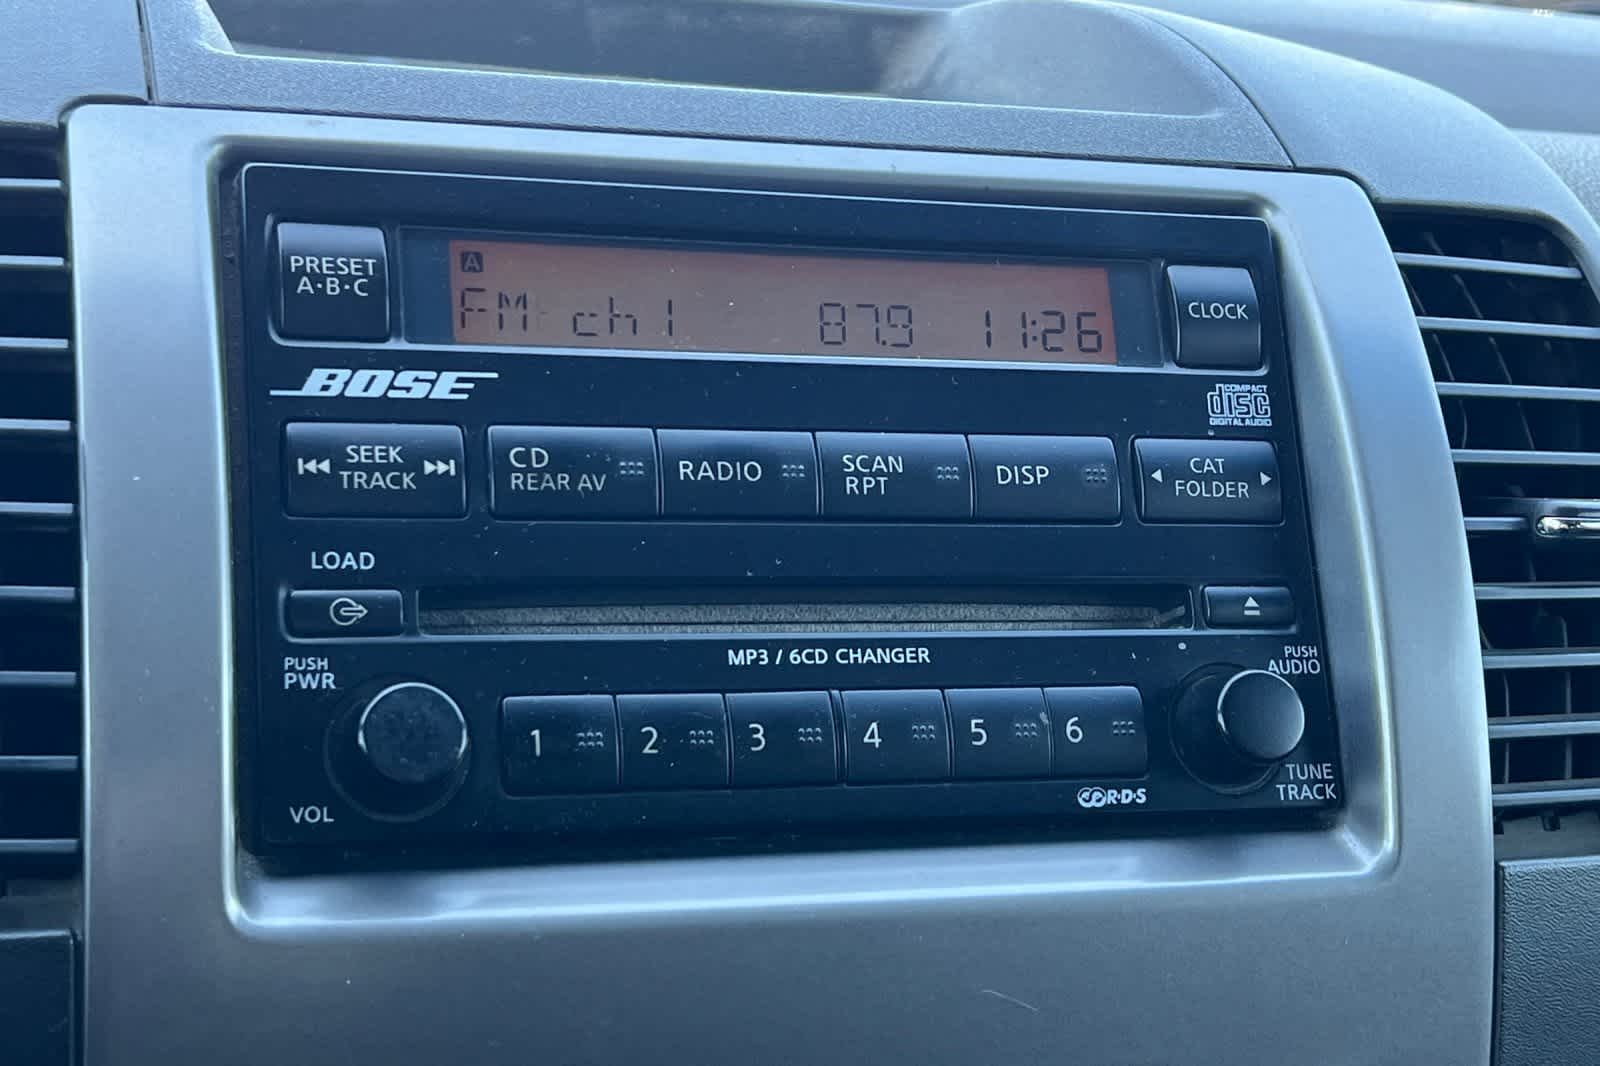 A
FM ch 1 87.9 11:26
PRESET
A·B·C
CLOCK
BOSE
COMPACT
disc
DIGITAL AUDIO
SEEK
TRACK
CD
REAR AV
RADIO
SCAN
RPT
DISP
CAT
FOLDER
LOAD
MP3 / 6CD CHANGER
PUSH
PWR
VOL
1 2 3 4 5 6
R·D·S
PUSH
AUDIO
TUNE
TRACK